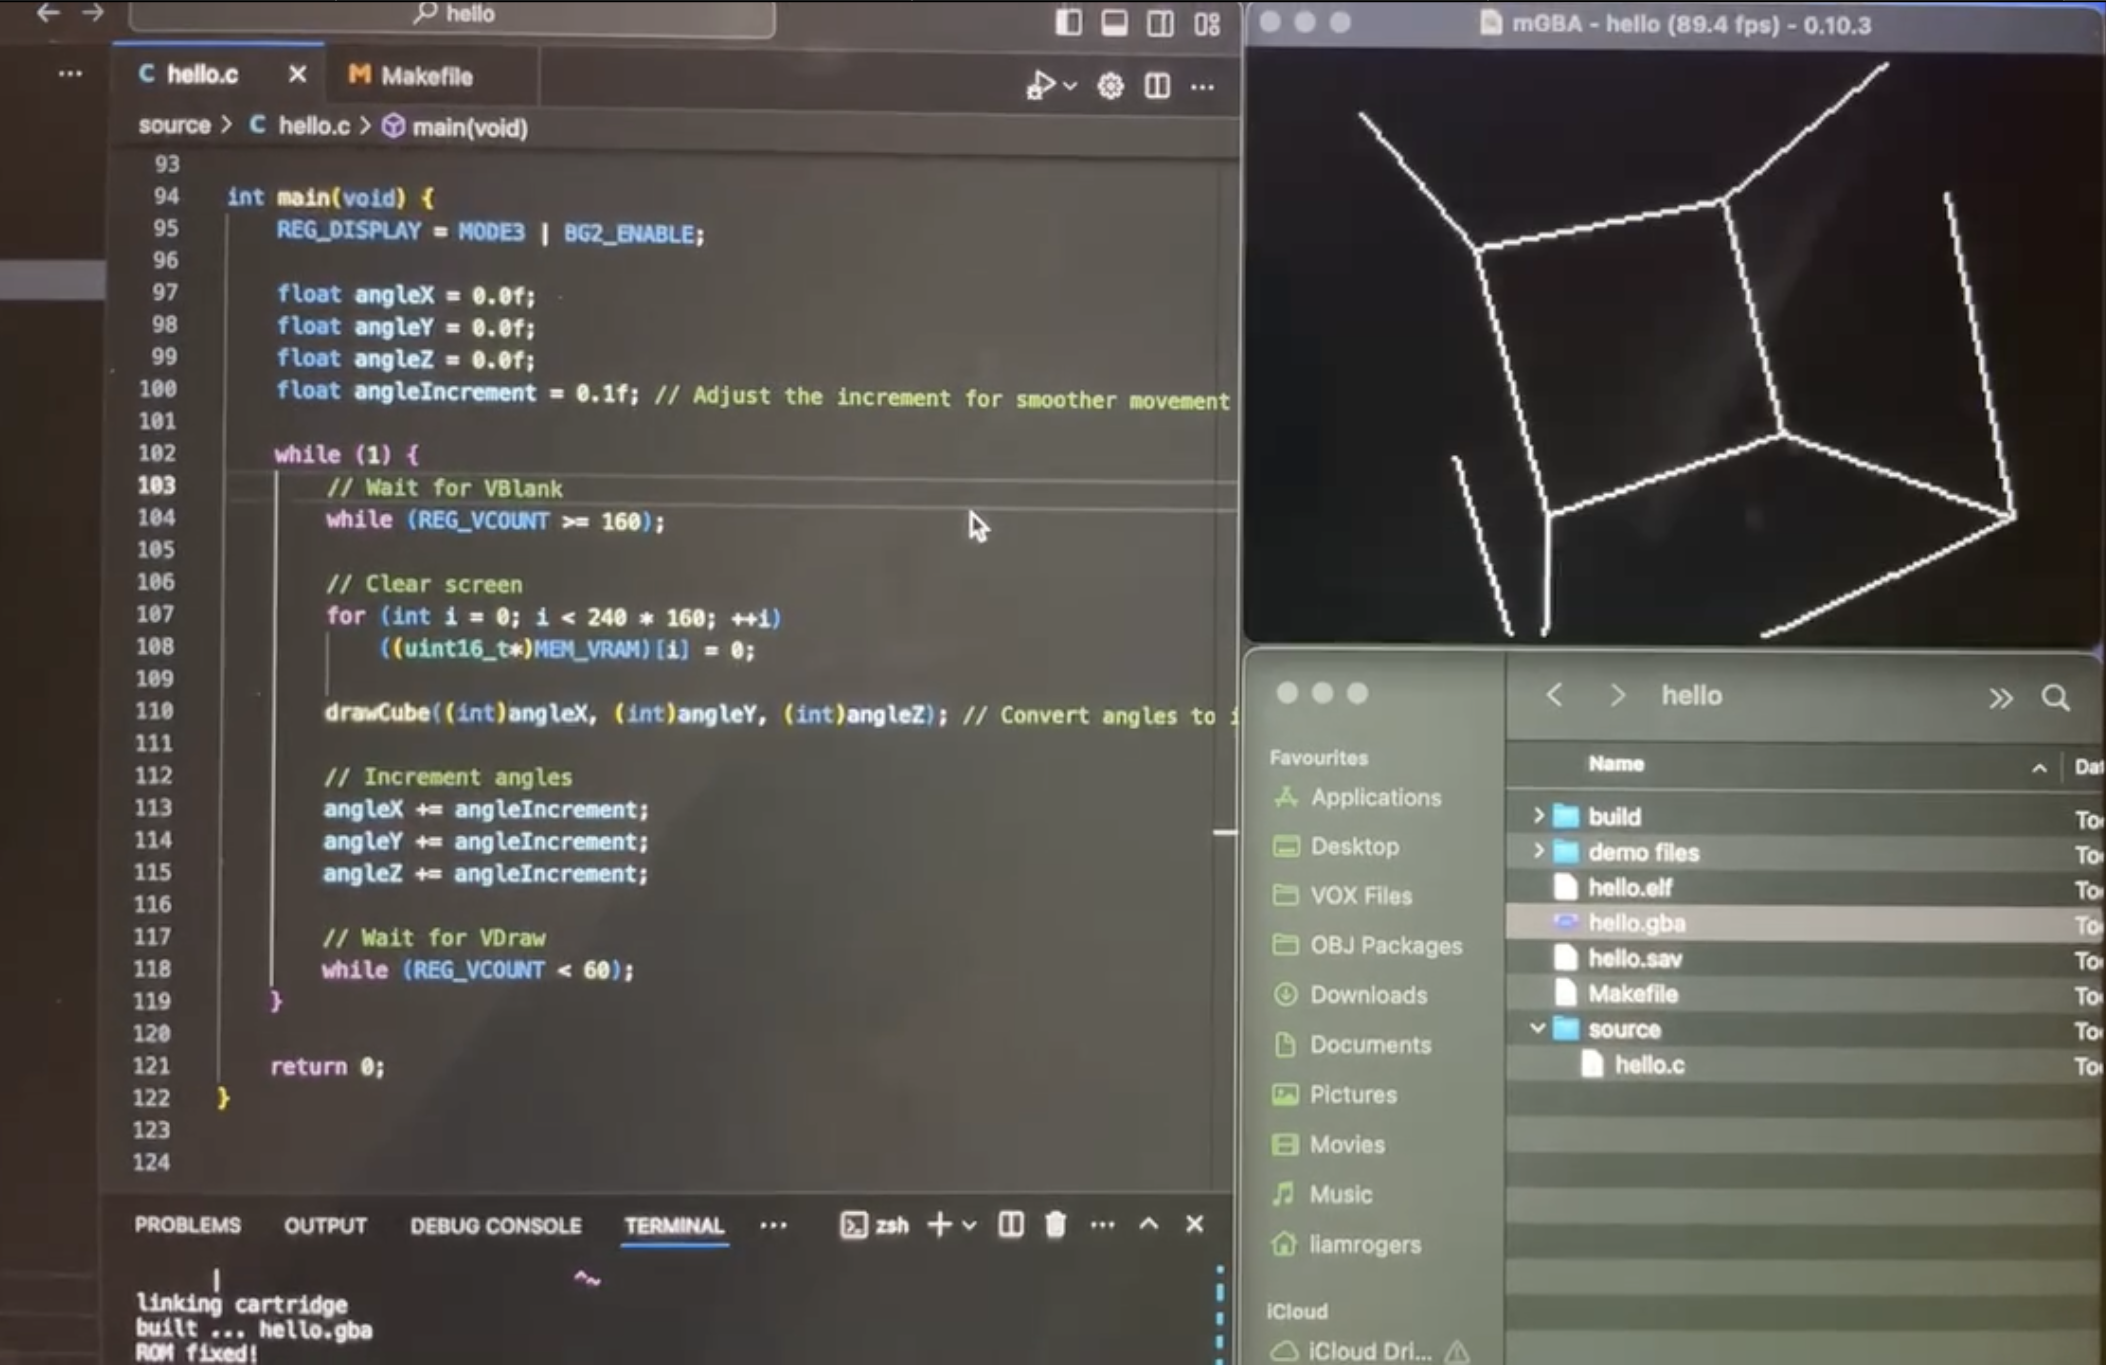 hello
hello.c
Makefile
source > C hello.c > main(void)
93
94 int main(void) {
95 REG_DISPLAY = MODE3 | BG2_ENABLE;
96
97 float angleX = 0.0f;
98 float angleY = 0.0f;
99 float angleZ = 0.0f;
100 float angleIncrement = 0.1f; // Adjust the increment for smoother movement
101
102 while (1) {
103 // Wait for VBlank
104 while (REG_VCOUNT >= 160);
105
106 // Clear screen
107 for (int i = 0; i < 240 * 160; ++i)
108 ((uint16_t*)MEM_VRAM)[i] = 0;
109
110 drawCube((int)angleX, (int)angleY, (int)angleZ); // Convert angles to i
111
112 // Increment angles
113 angleX += angleIncrement;
114 angleY += angleIncrement;
115 angleZ += angleIncrement;
116
117 // Wait for VDraw
118 while (REG_VCOUNT < 60);
119 }
120
121 return 0;
122 }
123
124
PROBLEMS OUTPUT DEBUG CONSOLE TERMINAL ... zsh
|
^~
linking cartridge
built ... hello.gba
ROM fixed!
mGBA - hello (89.4 fps) - 0.10.3
hello
Favourites
Applications
Desktop
VOX Files
OBJ Packages
Downloads
Documents
Pictures
Movies
Music
liamrogers
iCloud
iCloud Dri...
Name Dat
build To
demo files To
hello.elf To
hello.gba To
hello.sav To
Makefile To
source To
hello.c To